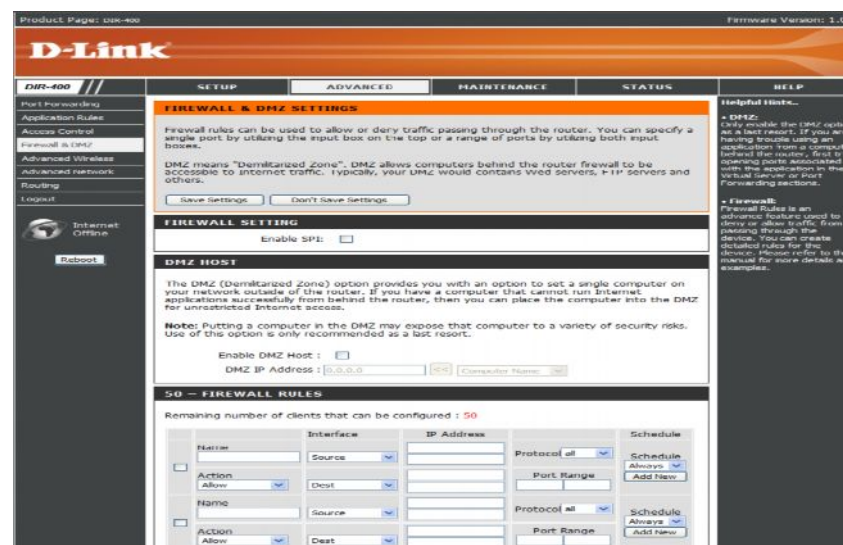 Product Page: DIR-400
Firmware Version: 1.0
D-Link
DIR-400
SETUP
ADVANCED
MAINTENANCE
STATUS
HELP
Port Forwarding
Application Rules
Access Control
Firewall & DMZ
Advanced Wireless
Advanced Network
Routing
Logout
Internet
Offline
Reboot
FIREWALL & DMZ SETTINGS
Firewall rules can be used to allow or deny traffic passing through the router. You can specify a
single port by utilizing the input box on the top or a range of ports by utilizing both input
boxes.
DMZ means "Demilitarized Zone". DMZ allows computers behind the router firewall to be
accessible to Internet traffic. Typically, your DMZ would contains Wed servers, FTP servers and
others.
Save Settings
Don't Save Settings
FIREWALL SETTING
Enable SPI:
DMZ HOST
The DMZ (Demilitarized Zone) option provides you with an option to set a single computer on
your network outside of the router. If you have a computer that cannot run Internet
applications successfully from behind the router, then you can place the computer into the DMZ
for unrestricted Internet access.
Note: Putting a computer in the DMZ may expose that computer to a variety of security risks.
Use of this option is only recommended as a last resort.
Enable DMZ Host :
DMZ IP Address : 0.0.0.0 << Computer Name
50 – FIREWALL RULES
Remaining number of clients that can be configured : 50
Interface
IP Address
Schedule
Name
Source
Protocol all
Schedule
Always
Action
Allow
Dest
Port Range
Add New
Name
Source
Protocol all
Schedule
Always
Action
Allow
Dest
Port Range
Add New
Helpful Hints...
• DMZ:
Only enable the DMZ opti
as a last resort. If you are
having trouble using an
application from a comput
behind the router, first tr
opening ports associated
with the application in the
Virtual Server or Port
Forwarding sections.
• Firewall:
Firewall Rules is an
advance feature used to
deny or allow traffic from
passing through the
device. You can create
detailed rules for the
device. Please refer to th
manual for more details a
examples.